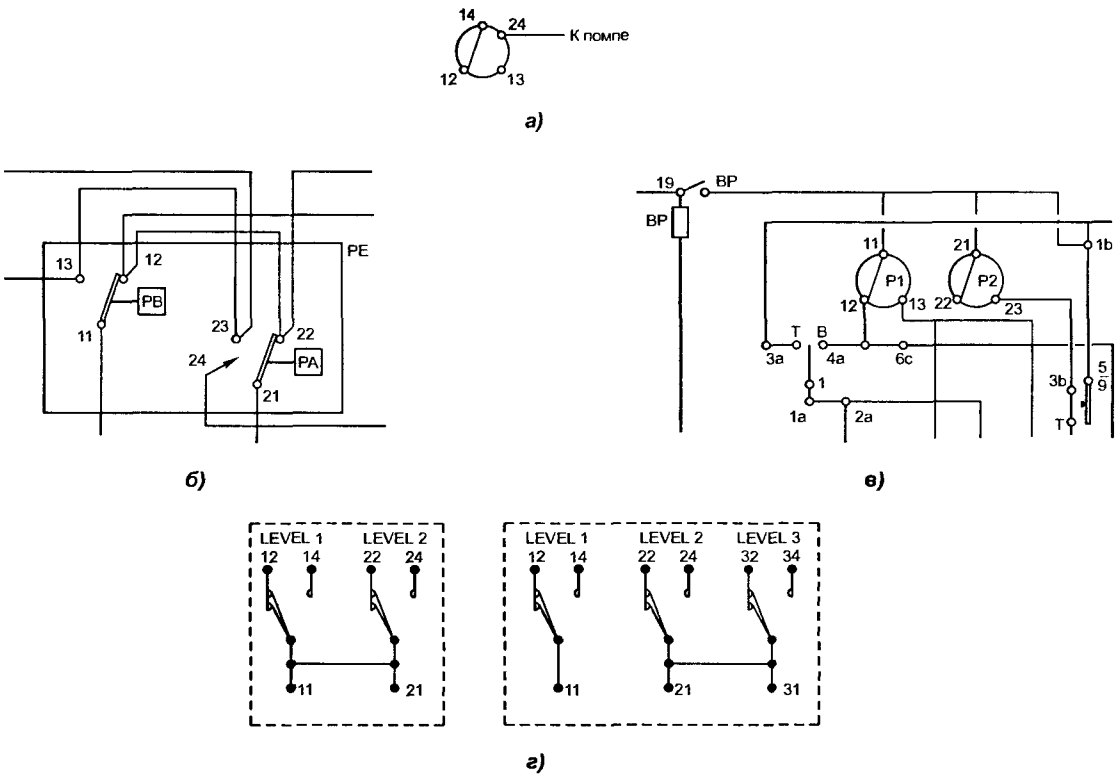 14 24
К помпе
12 13
а)
PE
13 12
PB
11
23 22
24
PA
21
б)
19 BP
BP
11 21 1b
P1 P2
12 13 22 23
T B
3a 4a 6c
1
1a 2a
3b 5/9
T
в)
LEVEL 1 LEVEL 2
12 14 22 24
11 21
LEVEL 1 LEVEL 2 LEVEL 3
12 14 22 24 32 34
11 21 31
г)